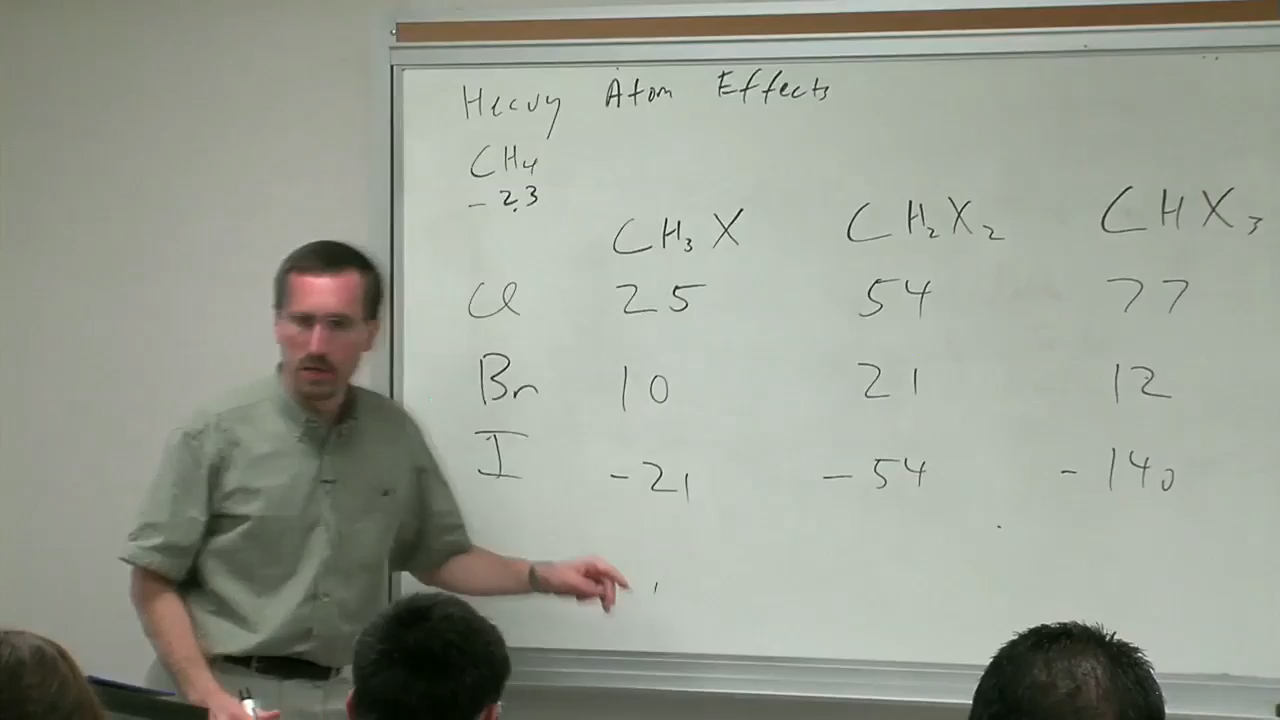 Heavy Atom Effects
CH₄
-2.3
CH₃X CH₂X₂ CHX₃
Cl 25 54 77
Br 10 21 12
I -21 -54 -140